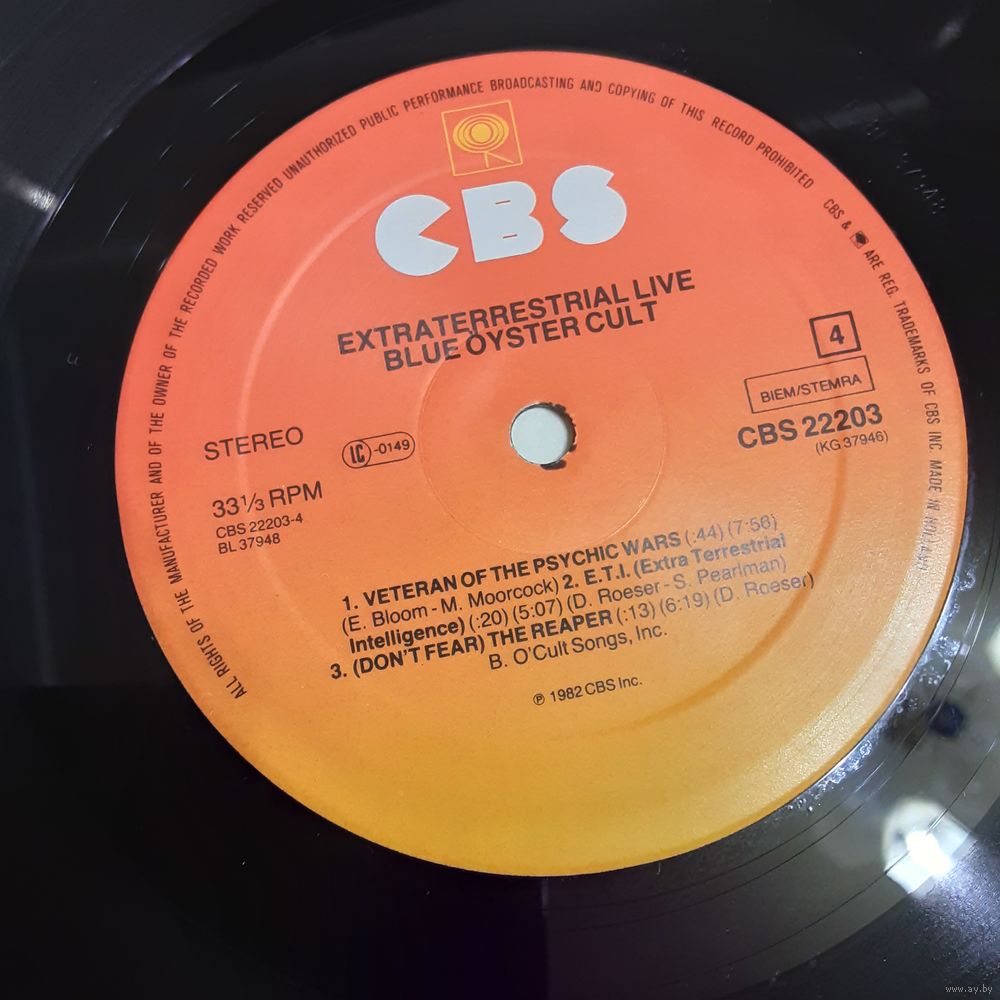 ALL RIGHTS OF THE MANUFACTURER AND OF THE OWNER OF THE RECORDED WORK RESERVED UNAUTHORIZED PUBLIC PERFORMANCE BROADCASTING AND COPYING OF THIS RECORD PROHIBITED
CBS & ARE REG. TRADEMARKS OF CBS INC. MADE IN HOLLAND
CBS
EXTRATERRESTRIAL LIVE
BLUE ÖYSTER CULT
4
BIEM/STEMRA
CBS 22203
(KG 37946)
STEREO
LC-0149
33⅓ RPM
CBS 22203-4
BL 37948
1. VETERAN OF THE PSYCHIC WARS (:44) (7:56)
(E. Bloom - M. Moorcock) 2. E.T.I. (Extra Terrestrial
Intelligence) (:20) (5:07) (D. Roeser - S. Pearlman)
3. (DON'T FEAR) THE REAPER (:13) (6:19) (D. Roeser)
B. O'Cult Songs, Inc.
℗ 1982 CBS Inc.
www.ay.by